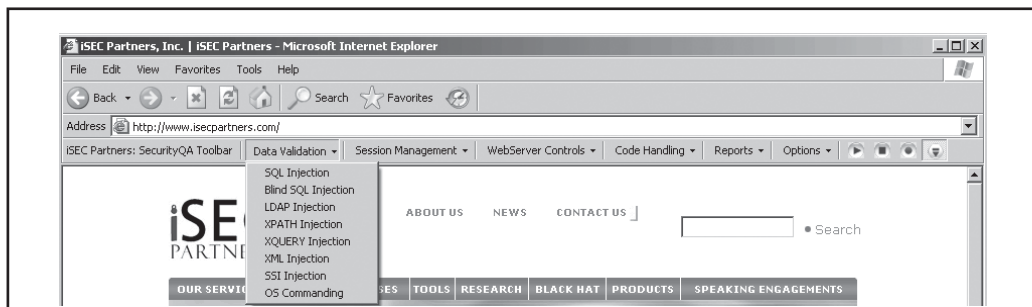 iSEC Partners, Inc. | iSEC Partners - Microsoft Internet Explorer
File Edit View Favorites Tools Help
Back Search Favorites
Address http://www.isecpartners.com/
iSEC Partners: SecurityQA Toolbar Data Validation Session Management WebServer Controls Code Handling Reports Options
SQL Injection
Blind SQL Injection
LDAP Injection
XPATH Injection
XQUERY Injection
XML Injection
SSI Injection
OS Commanding
iSE
PARTNE
ABOUT US NEWS CONTACT US
Search
OUR SERVI SES TOOLS RESEARCH BLACK HAT PRODUCTS SPEAKING ENGAGEMENTS